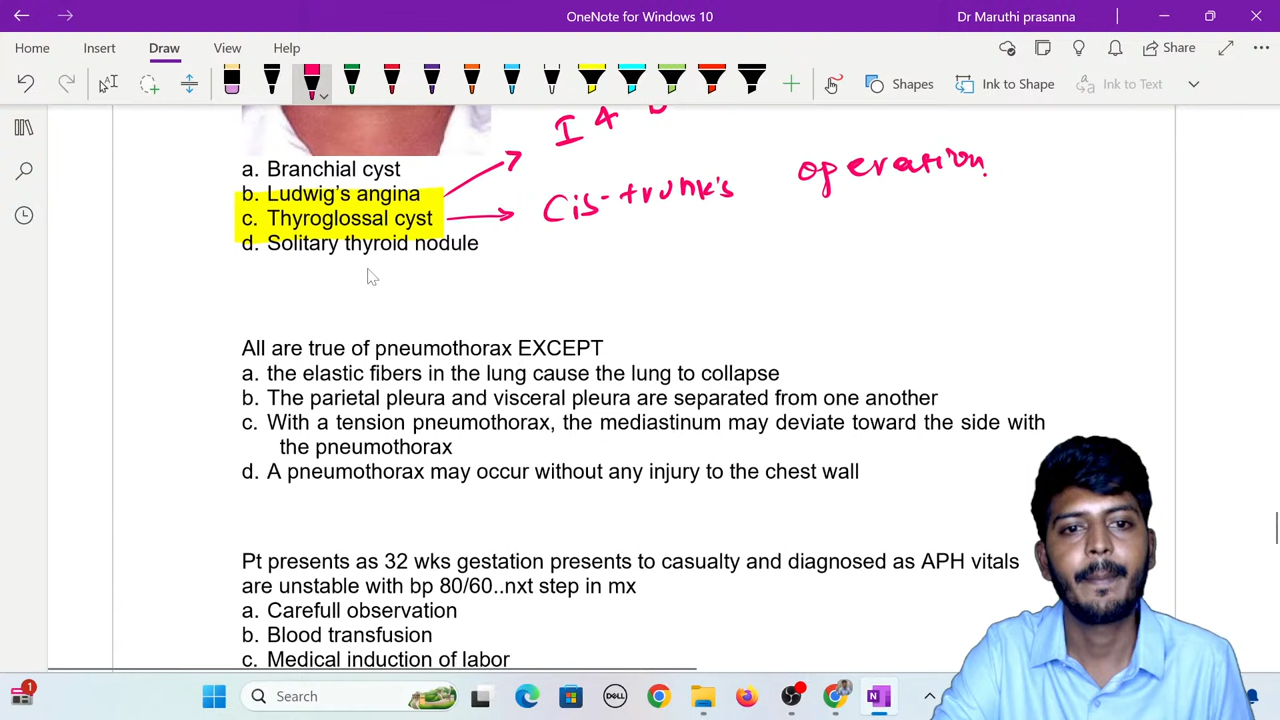 OneNote for Windows 10
Dr Maruthi prasanna
Home Insert Draw View Help
Share
Shapes
Ink to Shape
Ink to Text
I &
a. Branchial cyst
operation
b. Ludwig's angina
Cis-trunk's
c. Thyroglossal cyst
d. Solitary thyroid nodule
All are true of pneumothorax EXCEPT
a. the elastic fibers in the lung cause the lung to collapse
b. The parietal pleura and visceral pleura are separated from one another
c. With a tension pneumothorax, the mediastinum may deviate toward the side with
the pneumothorax
d. A pneumothorax may occur without any injury to the chest wall
Pt presents as 32 wks gestation presents to casualty and diagnosed as APH vitals
are unstable with bp 80/60..nxt step in mx
a. Carefull observation
b. Blood transfusion
c. Medical induction of labor
1
Search
DELL